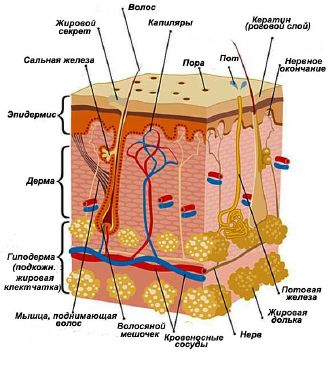 Волос
Жировой
секрет
Капиляры
Кератин
(роговой слой)
Сальная железа
Пора
Пот
Нервное
окончание
Эпидермис
Дерма
Гиподерма
(подкожн.
жировая
клектчатка)
Потовая
железа
Мышца, поднимающая
волос
Волосяной
мешочек
Кровеносные
сосуды
Нерв
Жировая
долька